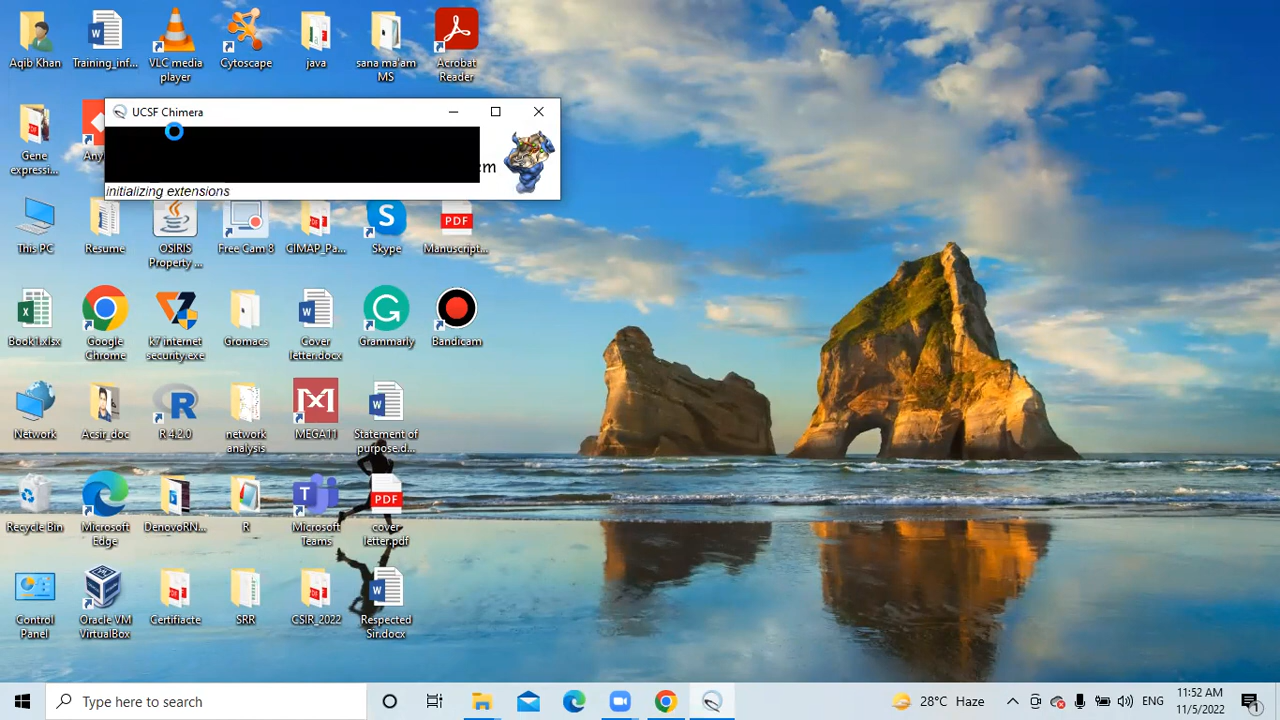 Aqib Khan
Training_inf...
VLC media
player
Cytoscape
java
sana ma'am
MS
Acrobat
Reader
UCSF Chimera
em
initializing extensions
Gene
expressi...
Any
This PC
Resume
OSIRIS
Property ...
Free Cam 8
CIMAP_Pa...
Skype
PDF
Manuscript...
Book1.xlsx
Google
Chrome
k7 internet
security.exe
Gromacs
Cover
letter.docx
Grammarly
Bandicam
Network
Acsir_doc
R 4.2.0
network
analysis
MEGA11
Statement of
purpose.d...
Recycle Bin
Microsoft
Edge
DenovoRN...
R
Microsoft
Teams
PDF
cover
letter.pdf
Control
Panel
Oracle VM
VirtualBox
Certifiacte
SRR
CSIR_2022
Respected
Sir.docx
Type here to search
28°C Haze
ENG
11:52 AM
11/5/2022
1